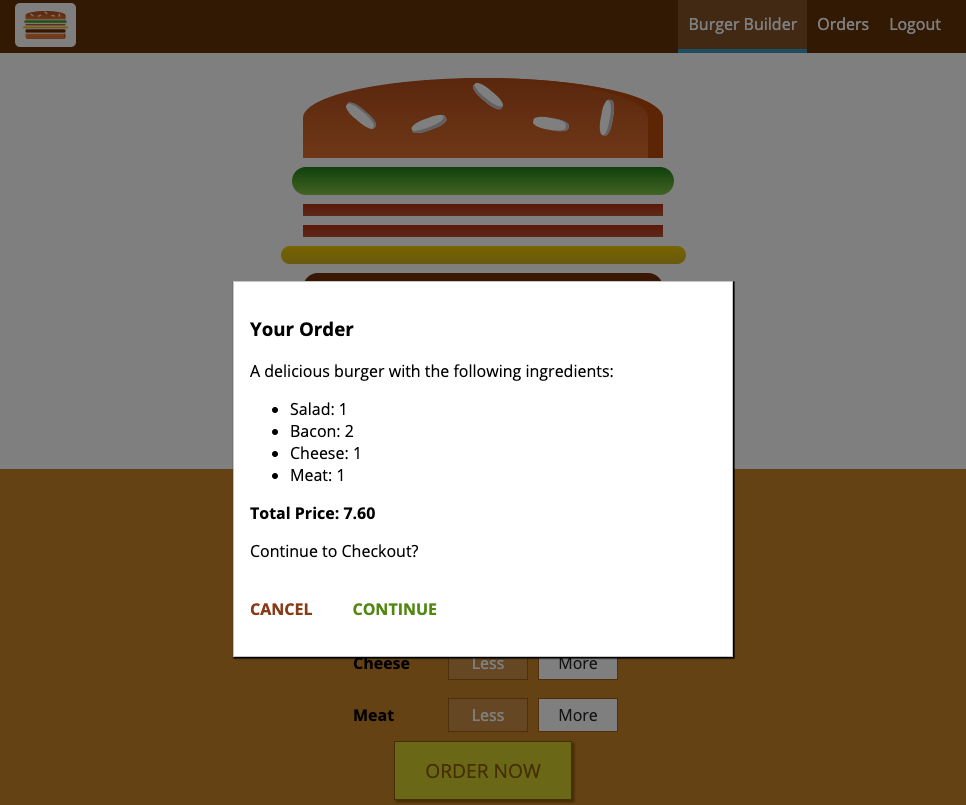 Burger Builder Orders Logout
Your Order
A delicious burger with the following ingredients:
Salad: 1
Bacon: 2
Cheese: 1
Meat: 1
Total Price: 7.60
Continue to Checkout?
CANCEL CONTINUE
Cheese Less More
Meat Less More
ORDER NOW